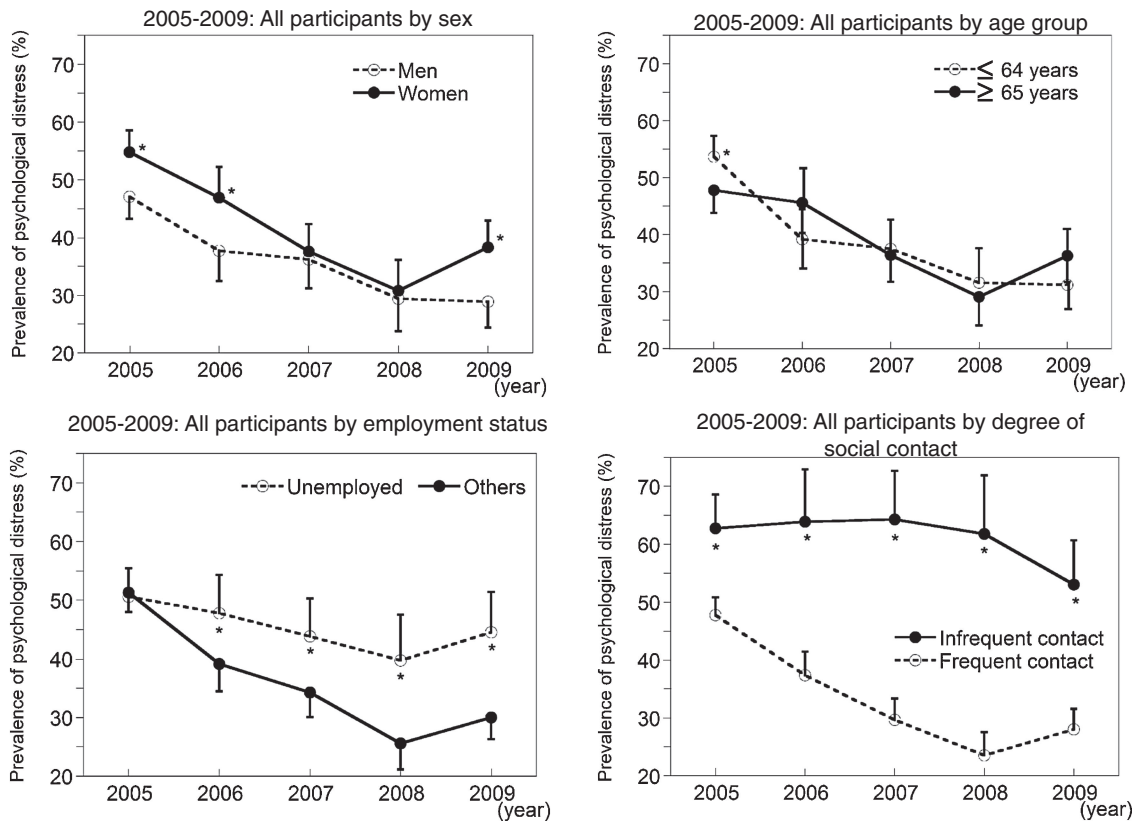 2005-2009: All participants by sex
Prevalence of psychological distress (%)
70
60
50
40
30
20
Men
Women
*
*
*
2005 2006 2007 2008 2009
(year)
2005-2009: All participants by age group
Prevalence of psychological distress (%)
70
60
50
40
30
20
≤ 64 years
≥ 65 years
*
2005 2006 2007 2008 2009
(year)
2005-2009: All participants by employment status
Prevalence of psychological distress (%)
70
60
50
40
30
20
Unemployed Others
*
*
*
*
2005 2006 2007 2008 2009
(year)
2005-2009: All participants by degree of
social contact
Prevalence of psychological distress (%)
70
60
50
40
30
20
*
*
*
*
*
Infrequent contact
Frequent contact
2005 2006 2007 2008 2009
(year)